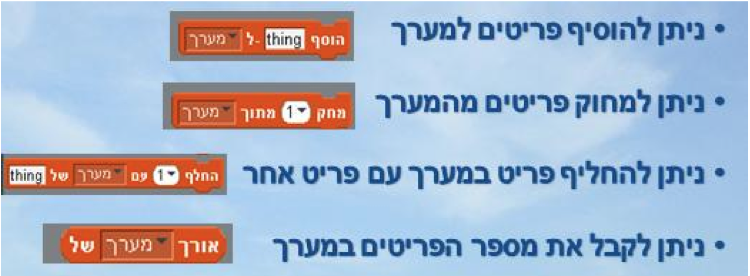 • ניתן להוסיף פריטים למערך הוסף thing ל- מערך
• ניתן למחוק פריטים מהמערך מחק 1 מתוך מערך
• ניתן להחליף פריט במערך עם פריט אחר החלף 1 עם מערך של thing
• ניתן לקבל את מספר הפריטים במערך אורך מערך של